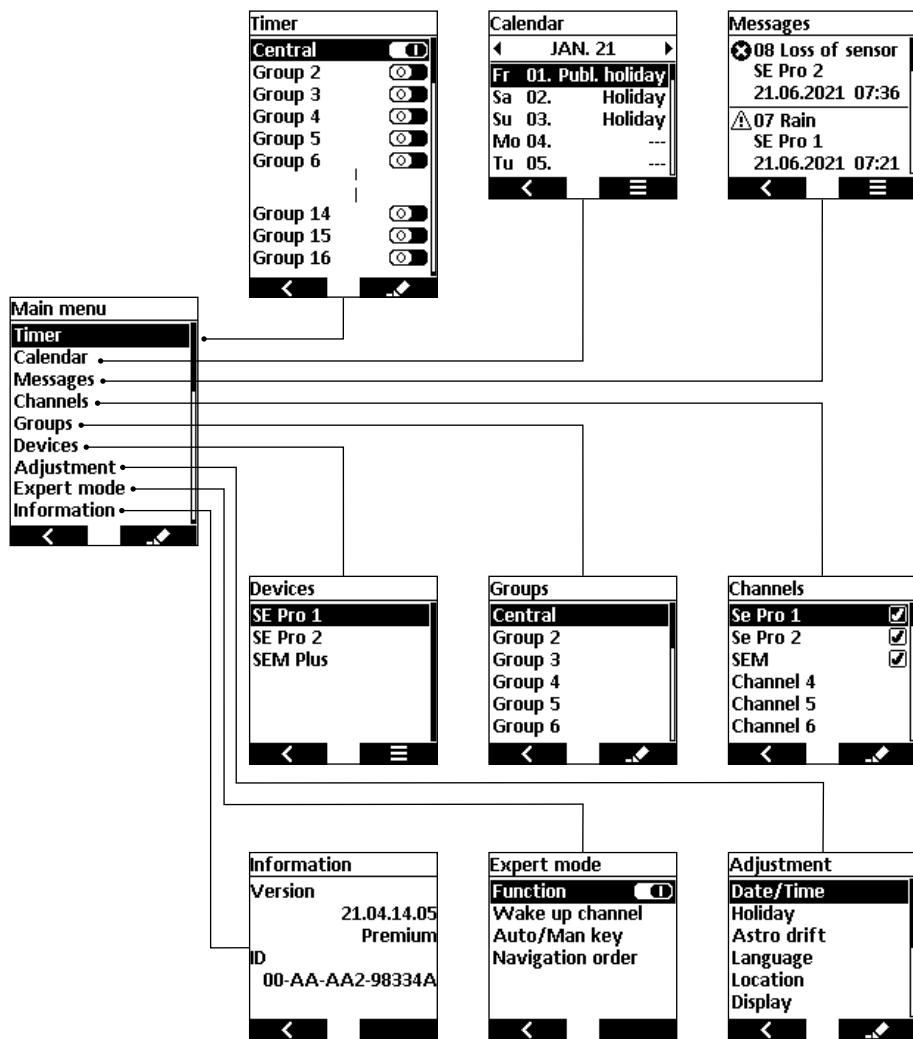 Timer
Central
Group 2
Group 3
Group 4
Group 5
Group 6
Group 14
Group 15
Group 16
Calendar
JAN. 21
Fr 01. Publ. holiday
Sa 02. Holiday
Su 03. Holiday
Mo 04. ---
Tu 05. ---
Messages
08 Loss of sensor
SE Pro 2
21.06.2021 07:36
07 Rain
SE Pro 1
21.06.2021 07:21
Main menu
Timer
Calendar
Messages
Channels
Groups
Devices
Adjustment
Expert mode
Information
Devices
SE Pro 1
SE Pro 2
SEM Plus
Groups
Central
Group 2
Group 3
Group 4
Group 5
Group 6
Channels
Se Pro 1
Se Pro 2
SEM
Channel 4
Channel 5
Channel 6
Information
Version
21.04.14.05
Premium
ID
00-AA-AA2-98334A
Expert mode
Function
Wake up channel
Auto/Man key
Navigation order
Adjustment
Date/Time
Holiday
Astro drift
Language
Location
Display